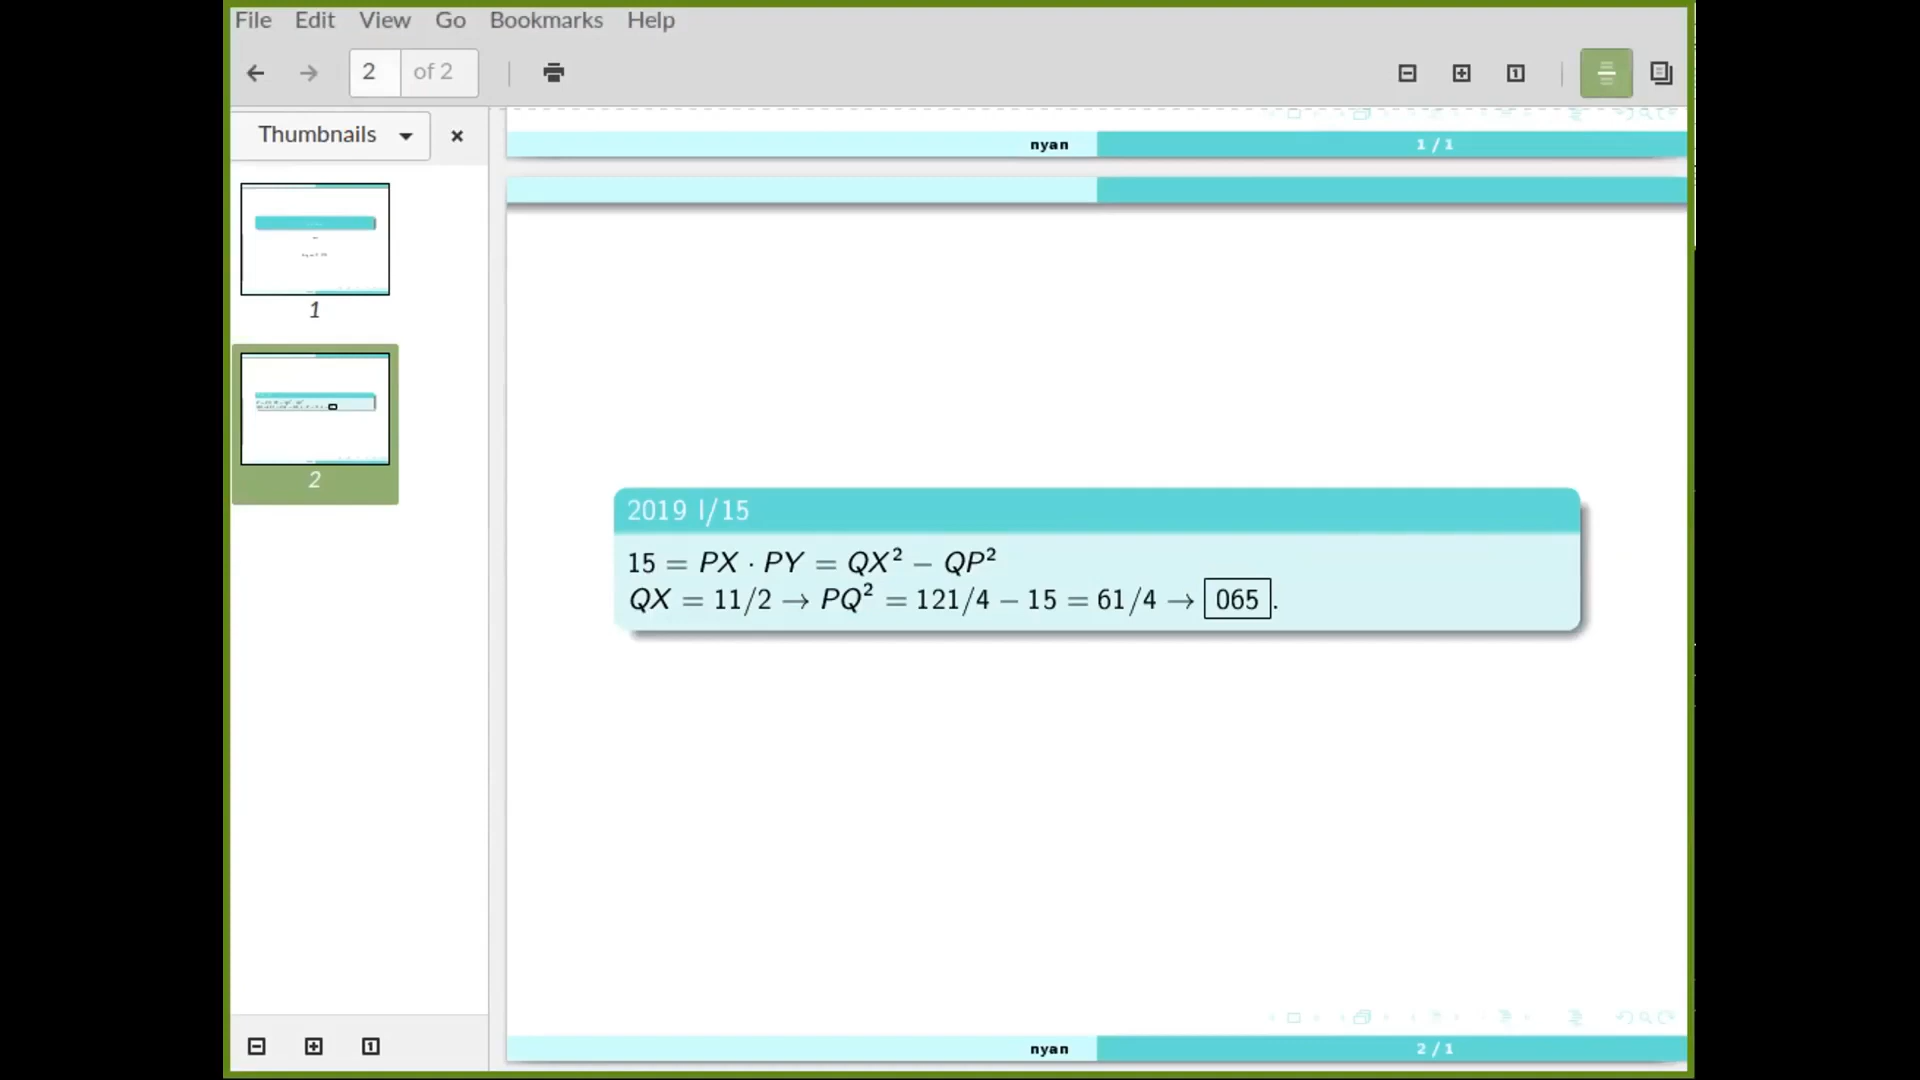 File Edit View Go Bookmarks Help
2 of 2
Thumbnails
1
2
nyan 1 / 1
2019 I/15
15 = PX · PY = QX² − QP²
QX = 11/2 → PQ² = 121/4 − 15 = 61/4 → 065.
nyan 2 / 1